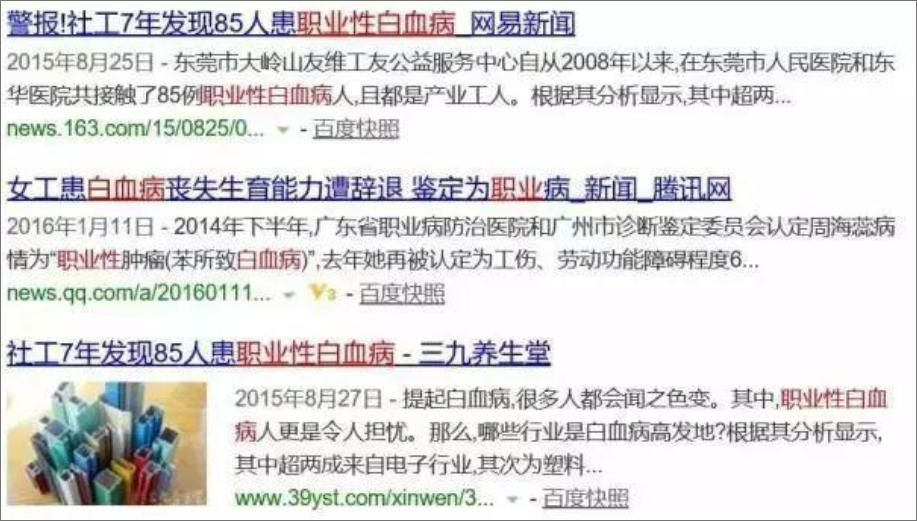 警报!社工7年发现85人患职业性白血病_网易新闻
2015年8月25日 - 东莞市大岭山友维工友公益服务中心自从2008年以来,在东莞市人民医院和东
华医院共接触了85例职业性白血病人,且都是产业工人。根据其分析显示,其中超两...
news.163.com/15/0825/0... - 百度快照
女工患白血病丧失生育能力遭辞退 鉴定为职业病_新闻_腾讯网
2016年1月11日 - 2014年下半年,广东省职业病防治医院和广州市诊断鉴定委员会认定周海蕊病
情为“职业性肿瘤(苯所致白血病)”,去年她再被认定为工伤、劳动功能障碍程度6...
news.qq.com/a/20160111... V3 - 百度快照
社工7年发现85人患职业性白血病 - 三九养生堂
2015年8月27日 - 提起白血病,很多人都会闻之色变。其中,职业性白血
病人更是令人担忧。那么,哪些行业是白血病高发地?根据其分析显示,
其中超两成来自电子行业,其次为塑料...
www.39yst.com/xinwen/3... - 百度快照